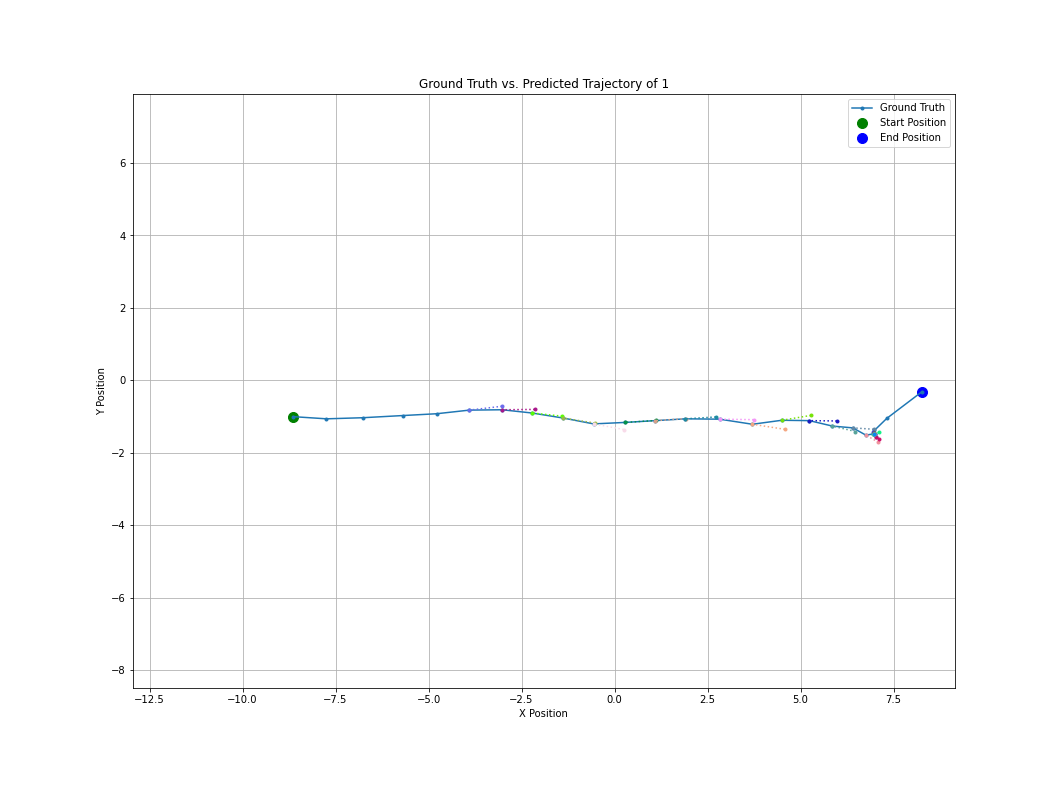 Ground Truth vs. Predicted Trajectory of 1
Ground Truth
Start Position
End Position
6
4
2
0
−2
−4
−6
−8
Y Position
−12.5 −10.0 −7.5 −5.0 −2.5 0.0 2.5 5.0 7.5
X Position